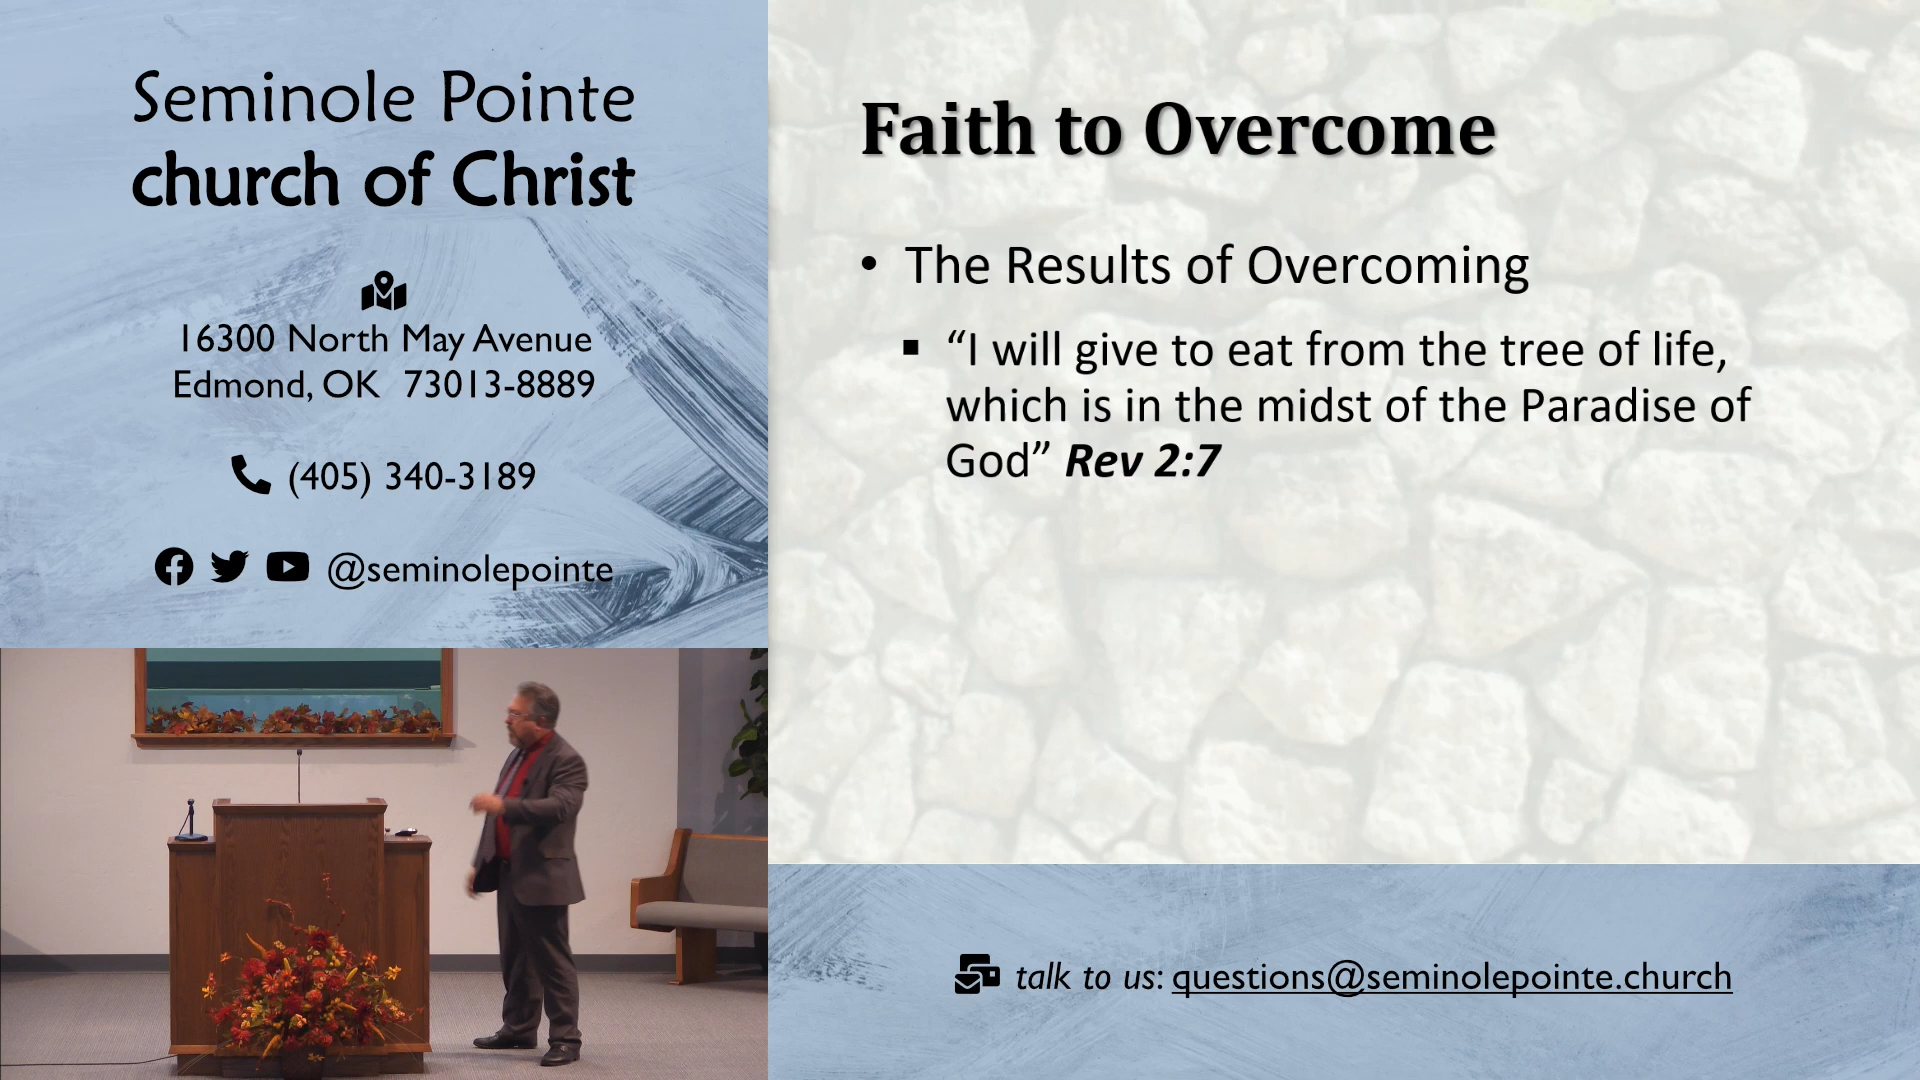 Seminole Pointe
church of Christ
16300 North May Avenue
Edmond, OK 73013-8889
(405) 340-3189
@seminolepointe
Faith to Overcome
• The Results of Overcoming
▪ “I will give to eat from the tree of life,
which is in the midst of the Paradise of
God” Rev 2:7
talk to us: questions@seminolepointe.church